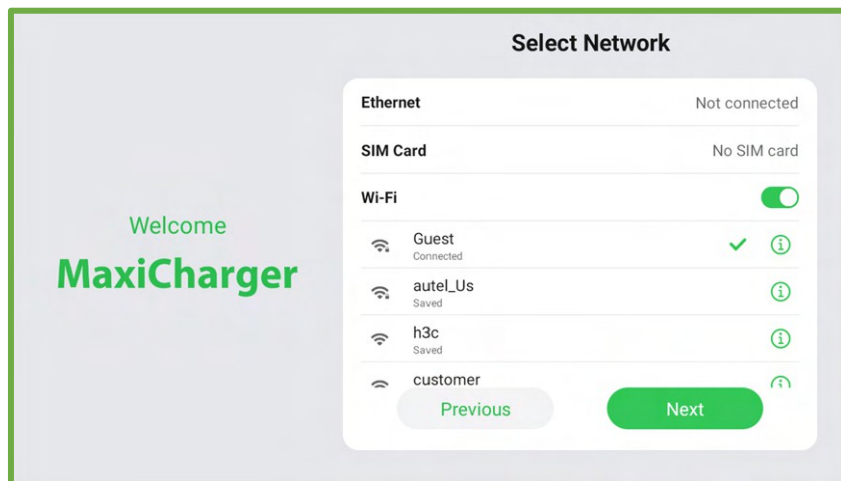 Select Network
Ethernet Not connected
SIM Card No SIM card
Wi-Fi
Welcome
MaxiCharger
Guest
Connected
autel_Us
Saved
h3c
Saved
customer
Previous Next